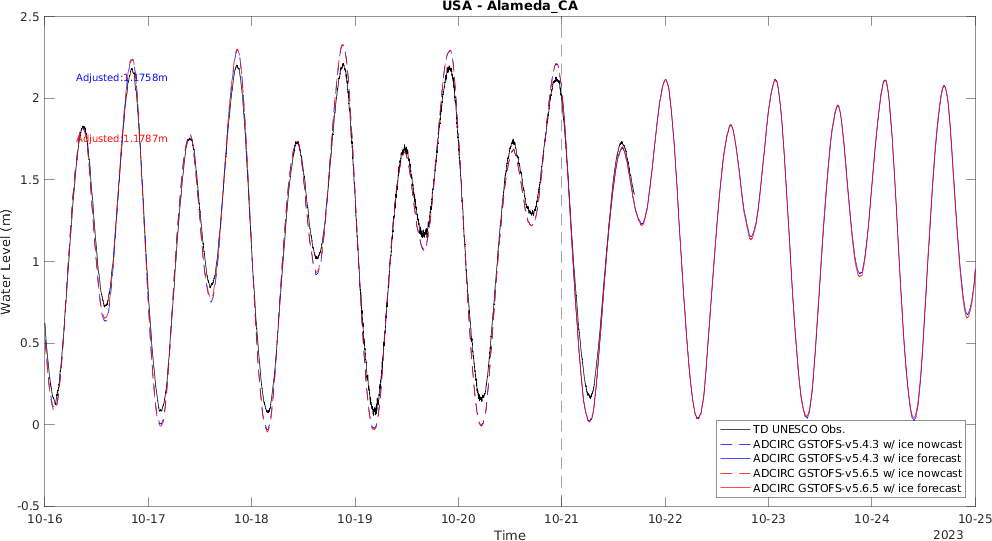 USA - Alameda_CA
2.5
2
1.5
1
0.5
0
-0.5
Water Level (m)
Adjusted:1.1758m
Adjusted:1.1787m
TD UNESCO Obs.
ADCIRC GSTOFS-v5.4.3 w/ ice nowcast
ADCIRC GSTOFS-v5.4.3 w/ ice forecast
ADCIRC GSTOFS-v5.6.5 w/ ice nowcast
ADCIRC GSTOFS-v5.6.5 w/ ice forecast
10-16 10-17 10-18 10-19 10-20 10-21 10-22 10-23 10-24 10-25
Time
2023